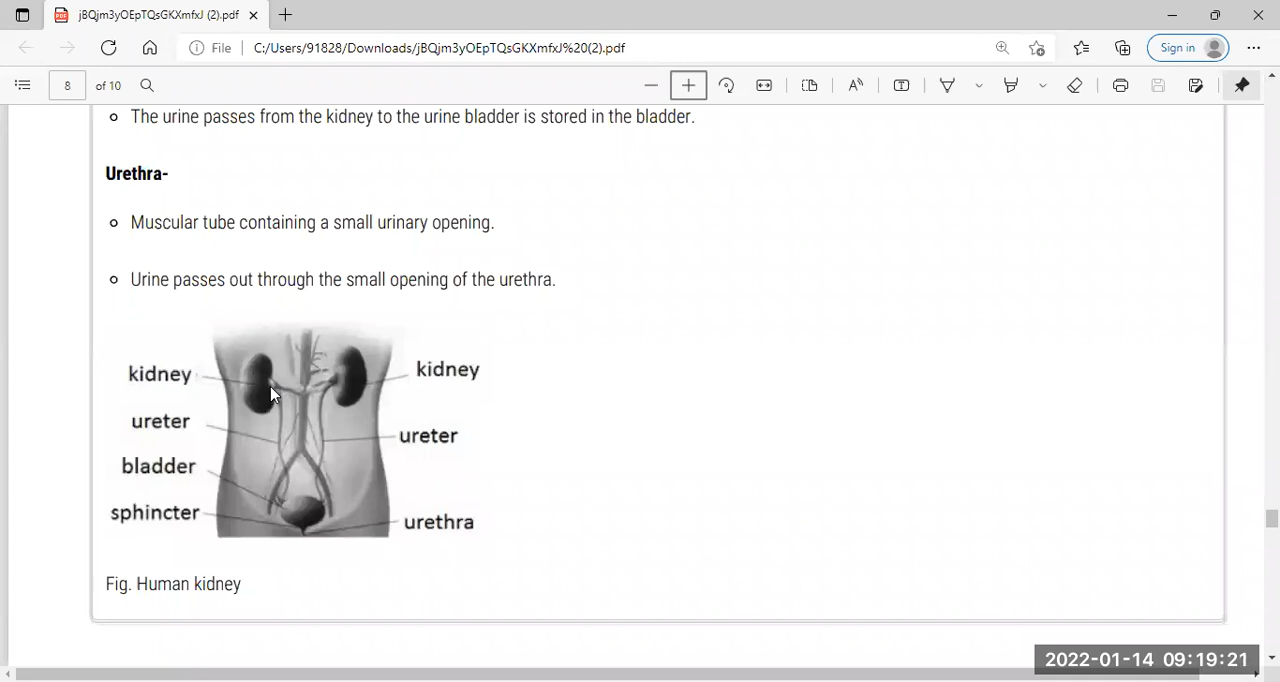 jBQjm3yOEpTQsGKXmfxJ (2).pdf
File
C:/Users/91828/Downloads/jBQjm3yOEpTQsGKXmfxJ%20(2).pdf
Sign in
8 of 10
The urine passes from the kidney to the urine bladder is stored in the bladder.
Urethra-
Muscular tube containing a small urinary opening.
Urine passes out through the small opening of the urethra.
kidney
kidney
ureter
ureter
bladder
sphincter
urethra
Fig. Human kidney
2022-01-14 09:19:21